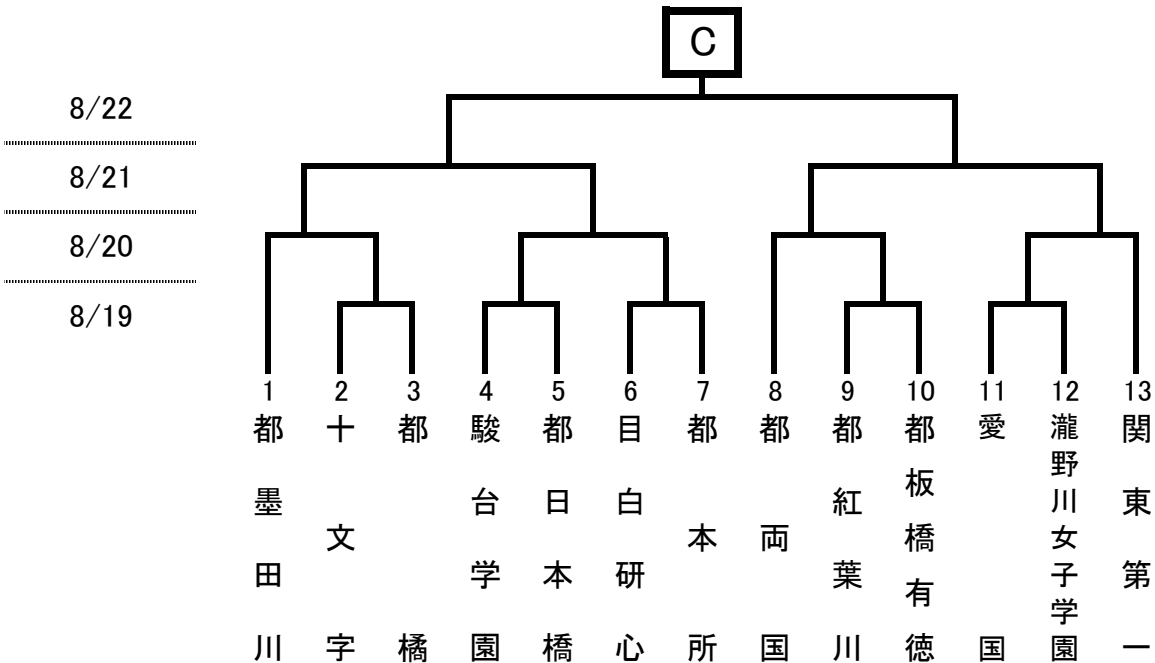 C
8/22
8/21
8/20
8/19
1 2 3 4 5 6 7 8 9 10 11 12 13
都墨田川
十文字
都橘
駿台学園
都日本橋
目白研心
都本所
都両国
都紅葉川
都板橋有徳
愛国
瀧野川女子学園
関東第一